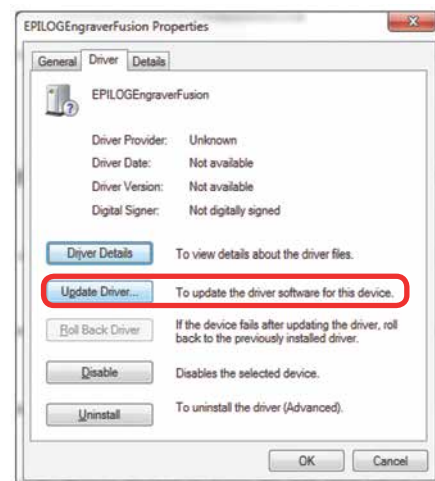 EPILOGEngraverFusion Properties
General Driver Details
EPILOGEngraverFusion
Driver Provider: Unknown
Driver Date: Not available
Driver Version: Not available
Digital Signer: Not digitally signed
Driver Details To view details about the driver files.
Update Driver... To update the driver software for this device.
Roll Back Driver If the device fails after updating the driver, roll
back to the previously installed driver.
Disable Disables the selected device.
Uninstall To uninstall the driver (Advanced).
OK Cancel